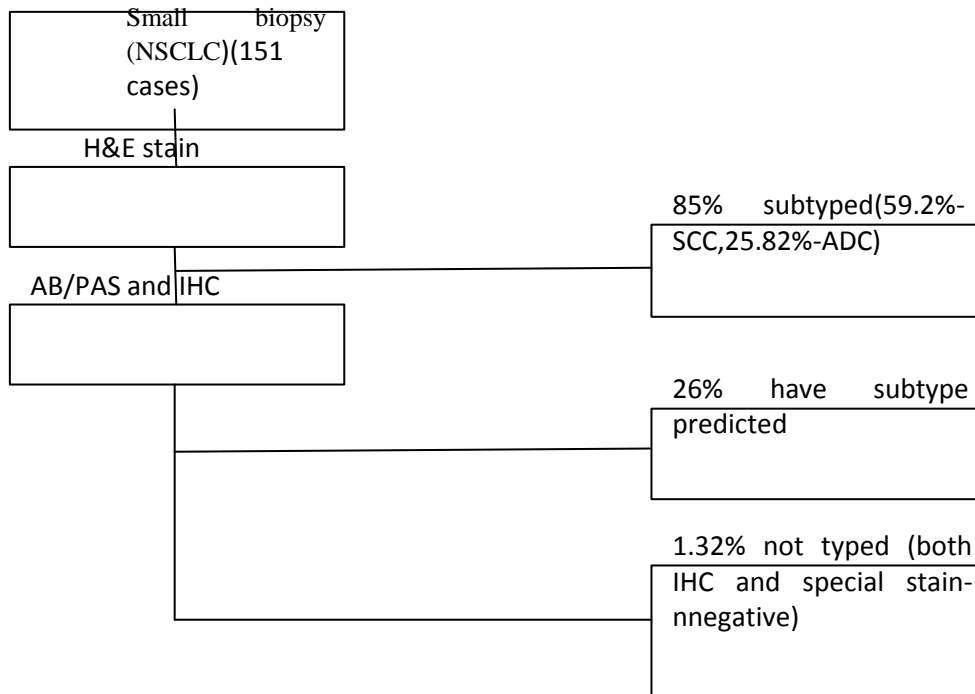 Small biopsy
(NSCLC)(151
cases)
H&E stain
85% subtyped(59.2%-
SCC,25.82%-ADC)
AB/PAS and IHC
26% have subtype
predicted
1.32% not typed (both
IHC and special stain-
nnegative)